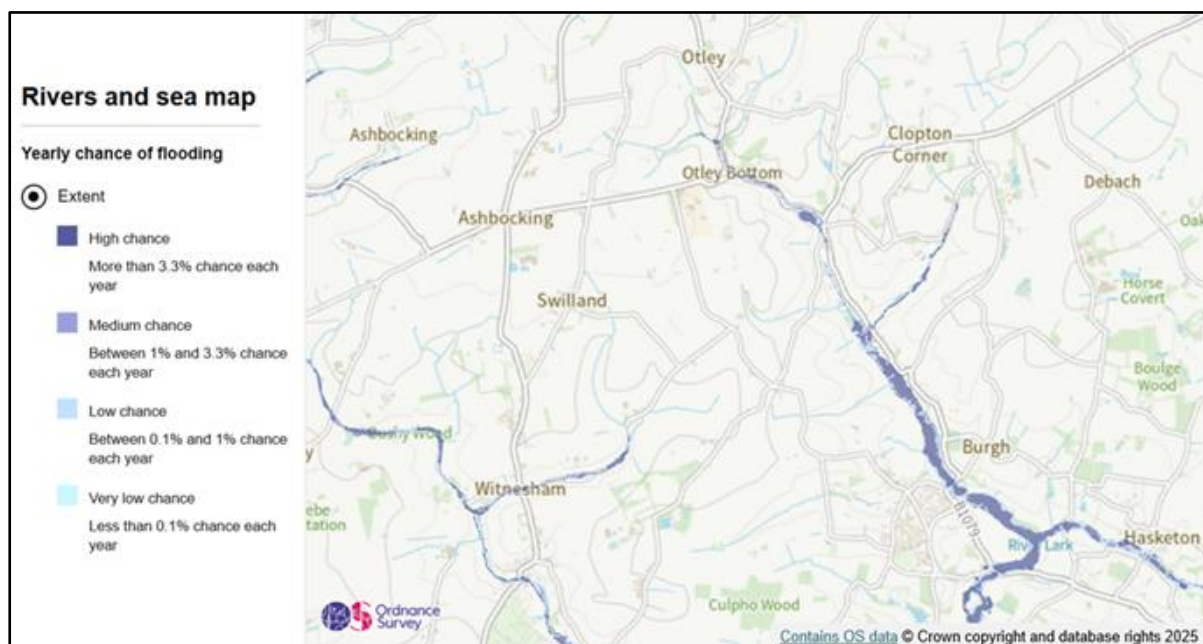 Rivers and sea map
Yearly chance of flooding
Extent
High chance
More than 3.3% chance each
year
Medium chance
Between 1% and 3.3% chance
each year
Low chance
Between 0.1% and 1% chance
each year
Very low chance
Less than 0.1% chance each
year
Otley
Ashbocking
Clopton
Corner
Otley Bottom
Debach
Ashbocking
Horse
Covert
Swilland
Boulge
Wood
Burgh
Witnesham
B1079
Hasketon
Culpho Wood
Ordnance
Survey
Contains OS data © Crown copyright and database rights 2025